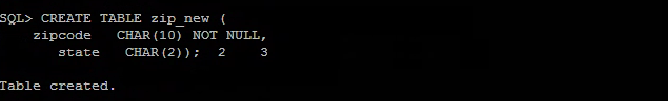 SQL> CREATE TABLE zip_new (
zipcode CHAR(10) NOT NULL,
state CHAR(2)); 2 3
Table created.